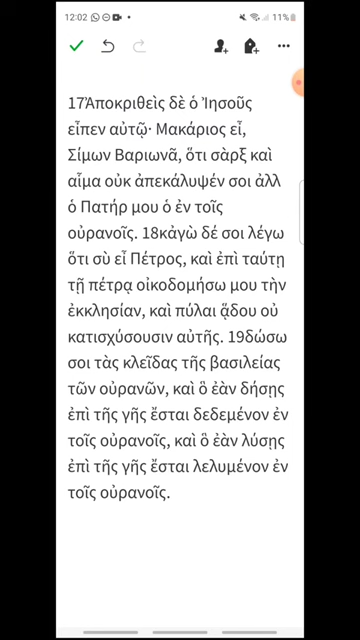 12:02
11%
17Ἀποκριθεὶς δὲ ὁ Ἰησοῦς
εἶπεν αὐτῷ· Μακάριος εἶ,
Σίμων Βαριωνᾶ, ὅτι σὰρξ καὶ
αἷμα οὐκ ἀπεκάλυψέν σοι ἀλλ
ὁ Πατήρ μου ὁ ἐν τοῖς
οὐρανοῖς. 18κἀγὼ δέ σοι λέγω
ὅτι σὺ εἶ Πέτρος, καὶ ἐπὶ ταύτῃ
τῇ πέτρᾳ οἰκοδομήσω μου τὴν
ἐκκλησίαν, καὶ πύλαι ᾅδου οὐ
κατισχύσουσιν αὐτῆς. 19δώσω
σοι τὰς κλεῖδας τῆς βασιλείας
τῶν οὐρανῶν, καὶ ὃ ἐὰν δήσῃς
ἐπὶ τῆς γῆς ἔσται δεδεμένον ἐν
τοῖς οὐρανοῖς, καὶ ὃ ἐὰν λύσῃς
ἐπὶ τῆς γῆς ἔσται λελυμένον ἐν
τοῖς οὐρανοῖς.